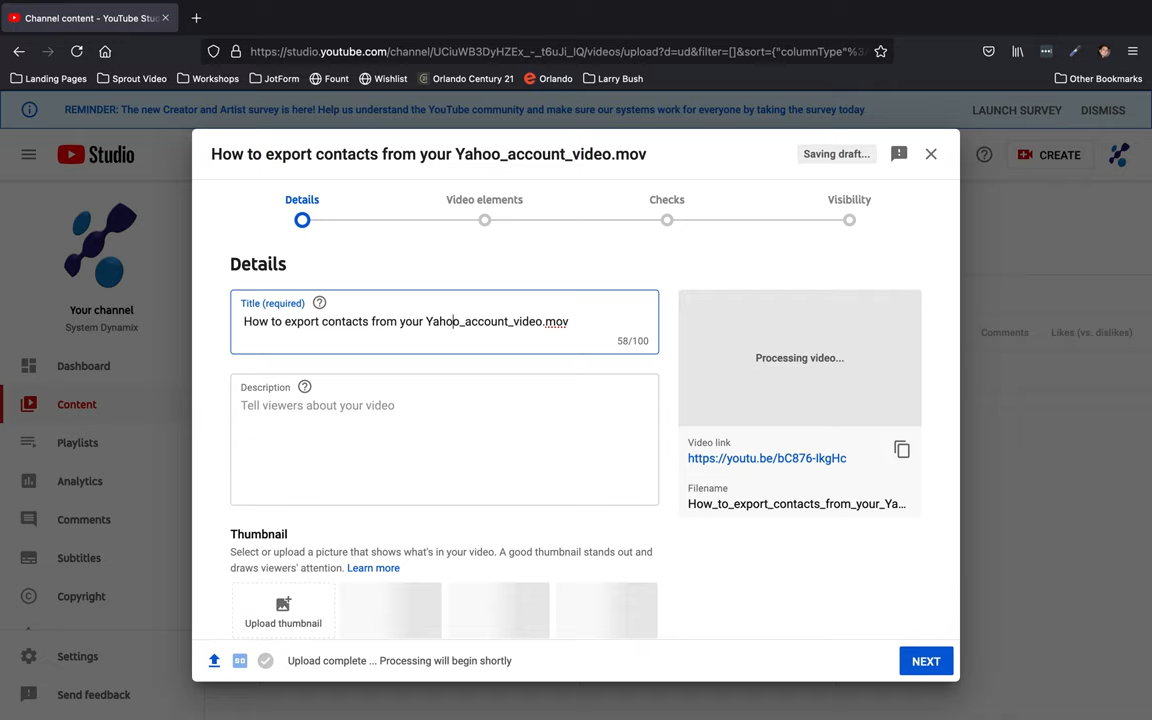 Channel content - YouTube Stu
https://studio.youtube.com/channel/UCiuWB3DyHZEx_-_t6uJi_lQ/videos/upload?d=ud&filter=[]&sort={"columnType"%3
Landing Pages Sprout Video Workshops JotForm Fount Wishlist Orlando Century 21 Orlando Larry Bush Other Bookmarks
REMINDER: The new Creator and Artist survey is here! Help us understand the YouTube community and make sure our systems work for everyone by taking the survey today LAUNCH SURVEY DISMISS
Studio
CREATE
How to export contacts from your Yahoo_account_video.mov
Saving draft...
Details Video elements Checks Visibility
Your channel
System Dynamix
Dashboard
Content
Playlists
Analytics
Comments
Subtitles
Copyright
Settings
Send feedback
Details
Title (required)
How to export contacts from your Yahoo_account_video.mov
58/100
Description
Tell viewers about your video
Processing video...
Video link
https://youtu.be/bC876-IkgHc
Filename
How_to_export_contacts_from_your_Ya...
Comments Likes (vs. dislikes)
Thumbnail
Select or upload a picture that shows what's in your video. A good thumbnail stands out and
draws viewers' attention. Learn more
Upload thumbnail
Upload complete ... Processing will begin shortly
NEXT